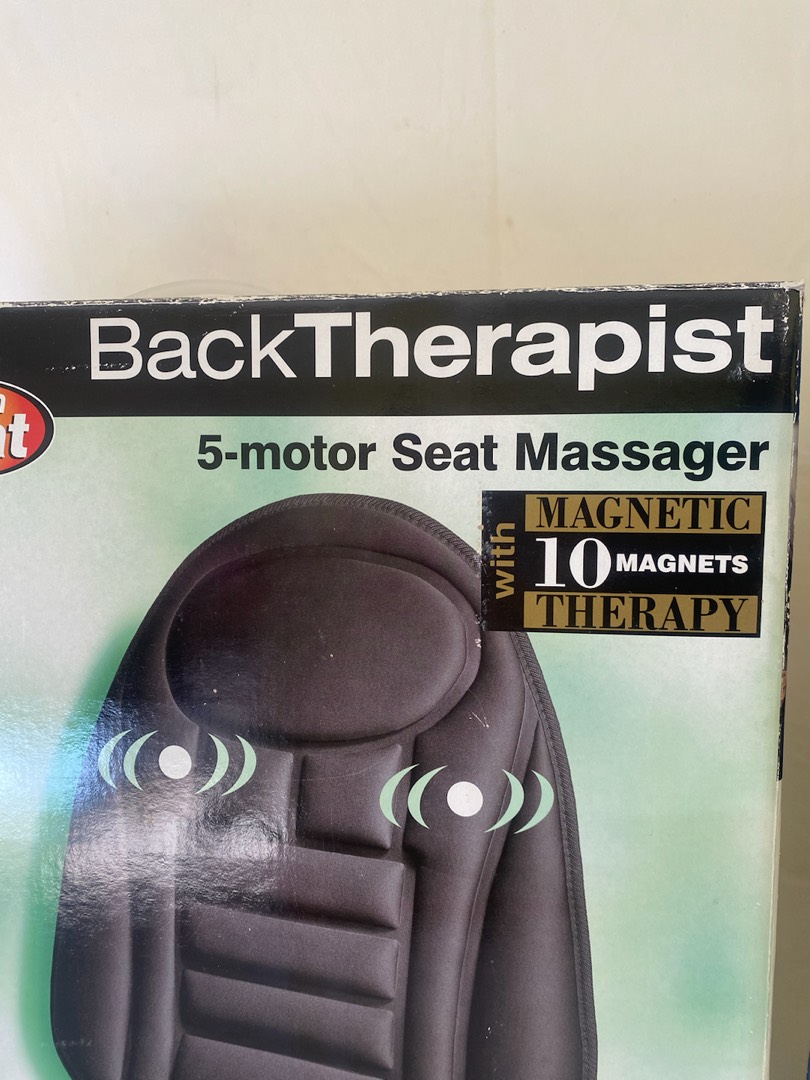 BackTherapist
5-motor Seat Massager
with
MAGNETIC
10 MAGNETS
THERAPY